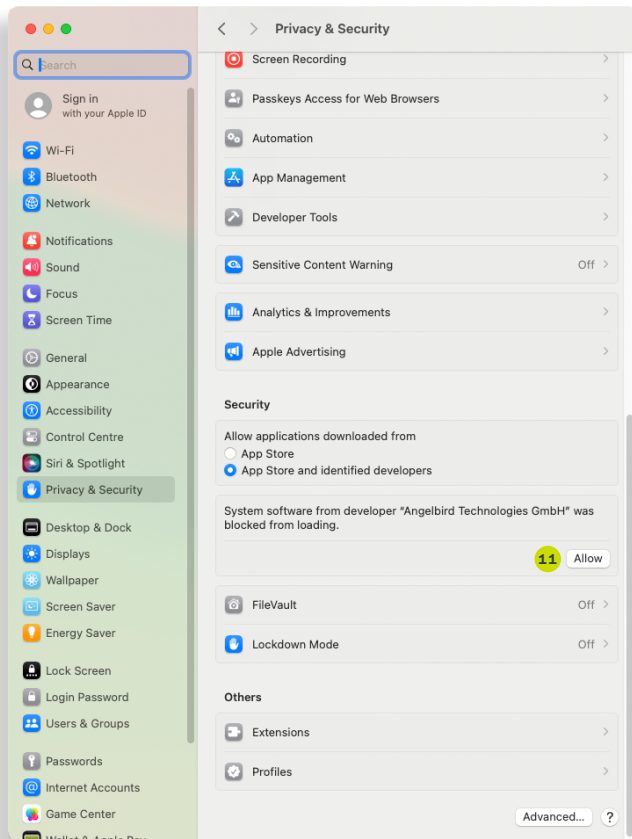 Privacy & Security
Search
Sign in
with your Apple ID
Wi-Fi
Bluetooth
Network
Notifications
Sound
Focus
Screen Time
General
Appearance
Accessibility
Control Centre
Siri & Spotlight
Privacy & Security
Desktop & Dock
Displays
Wallpaper
Screen Saver
Energy Saver
Lock Screen
Login Password
Users & Groups
Passwords
Internet Accounts
Game Center
Wallet & Apple Pay
Screen Recording
Passkeys Access for Web Browsers
Automation
App Management
Developer Tools
Sensitive Content Warning Off
Analytics & Improvements
Apple Advertising
Security
Allow applications downloaded from
App Store
App Store and identified developers
System software from developer “Angelbird Technologies GmbH” was
blocked from loading.
11 Allow
FileVault Off
Lockdown Mode Off
Others
Extensions
Profiles
Advanced... ?